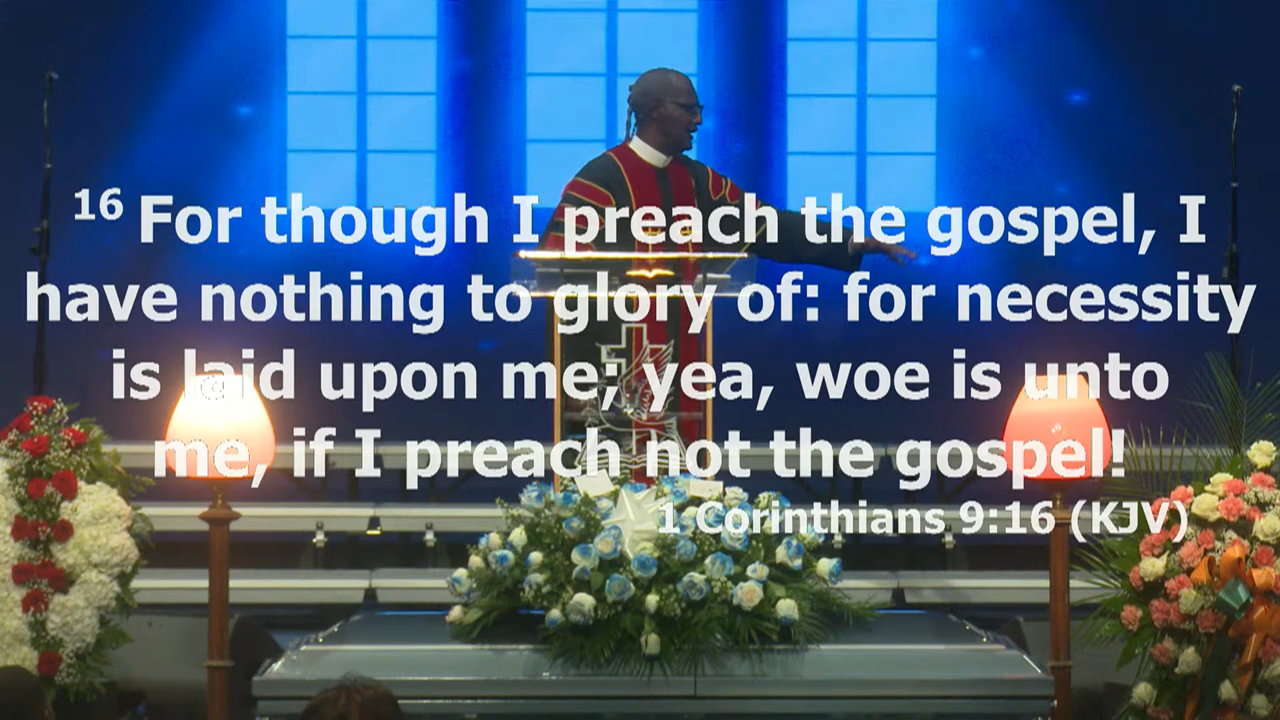 16 For though I preach the gospel, I
have nothing to glory of: for necessity
is laid upon me; yea, woe is unto
me, if I preach not the gospel!
1 Corinthians 9:16 (KJV)